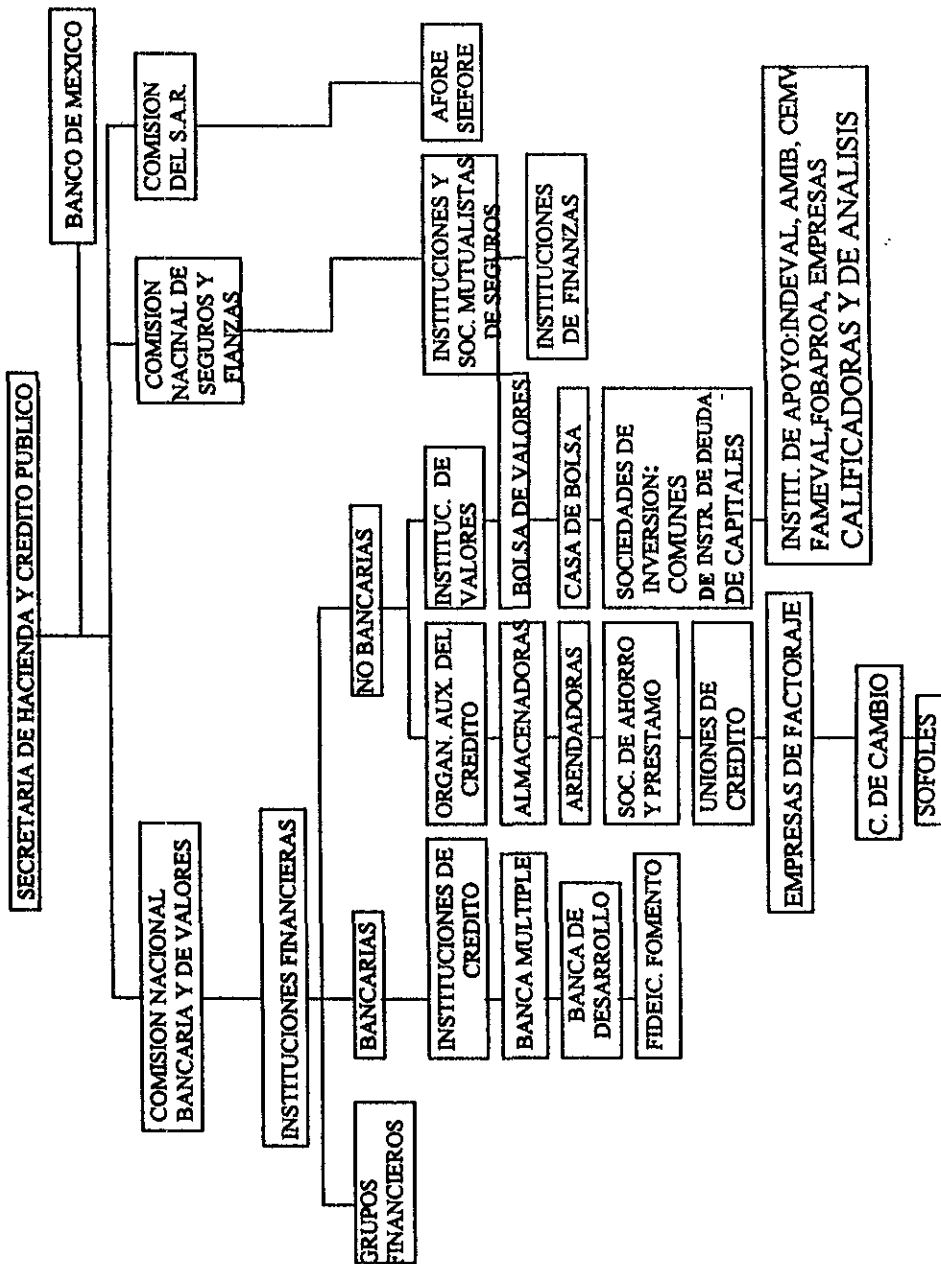 SECRETARIA DE HACIENDA Y CREDITO PUBLICO
BANCO DE MEXICO
COMISION NACIONAL
BANCARIA Y DE VALORES
COMISION
NACINAL DE
SEGUROS Y
FIANZAS
COMISION
DEL S.A.R.
INSTITUCIONES FINANCIERAS
GRUPOS
FINANCIEROS
BANCARIAS
NO BANCARIAS
INSTITUCIONES DE
CREDITO
BANCA MULTIPLE
BANCA DE
DESARROLLO
FIDEIC. FOMENTO
ORGAN. AUX. DEL
CREDITO
ALMACENADORAS
ARENDADORAS
SOC. DE AHORRO
Y PRESTAMO
UNIONES DE
CREDITO
EMPRESAS DE FACTORAJE
C. DE CAMBIO
SOFOLES
INSTITUC. DE
VALORES
BOLSA DE VALORES
CASA DE BOLSA
SOCIEDADES DE
INVERSION:
COMUNES
DE INSTR. DE DEUDA
DE CAPITALES
INSTIT. DE APOYO:INDEVAL, AMIB, CEMV
FAMEVAL,FOBAPROA, EMPRESAS
CALIFICADORAS Y DE ANALISIS
INSTITUCIONES Y
SOC. MUTUALISTAS
DE SEGUROS
INSTITUCIONES
DE FINANZAS
AFORE
SIEFORE